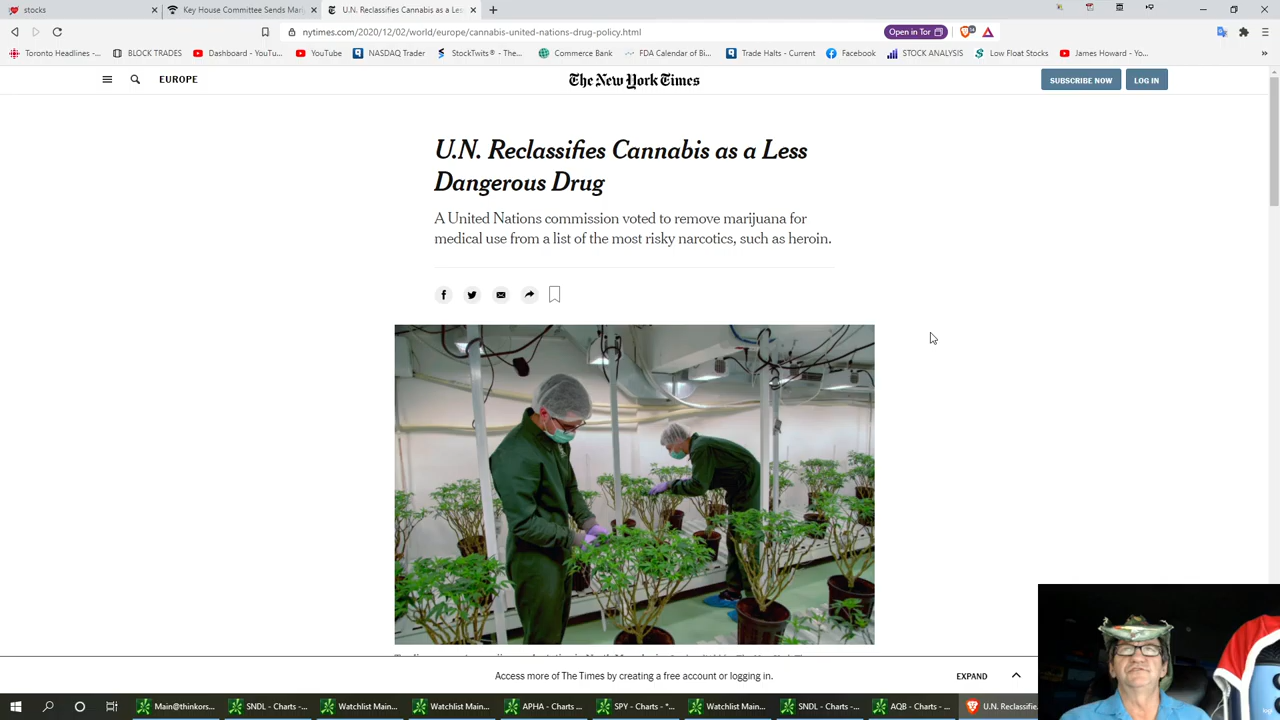 stocks
Key House Committee Sends Mari
U.N. Reclassifies Cannabis as a Les
nytimes.com/2020/12/02/world/europe/cannabis-united-nations-drug-policy.html
Open in Tor
Toronto Headlines -...
BLOCK TRADES
Dashboard - YouTu...
YouTube
NASDAQ Trader
StockTwits® - The...
Commerce Bank
FDA Calendar of Bi...
Trade Halts - Current
Facebook
STOCK ANALYSIS
Low Float Stocks
James Howard - Yo...
EUROPE
The New York Times
SUBSCRIBE NOW
LOG IN
U.N. Reclassifies Cannabis as a Less
Dangerous Drug
A United Nations commission voted to remove marijuana for
medical use from a list of the most risky narcotics, such as heroin.
Access more of The Times by creating a free account or logging in.
EXPAND
Main@thinkors...
SNDL - Charts -...
Watchlist Main...
Watchlist Main...
APHA - Charts ...
SPY - Charts - "...
Watchlist Main...
SNDL - Charts -...
AQB - Charts - ...
U.N. Reclassifie...